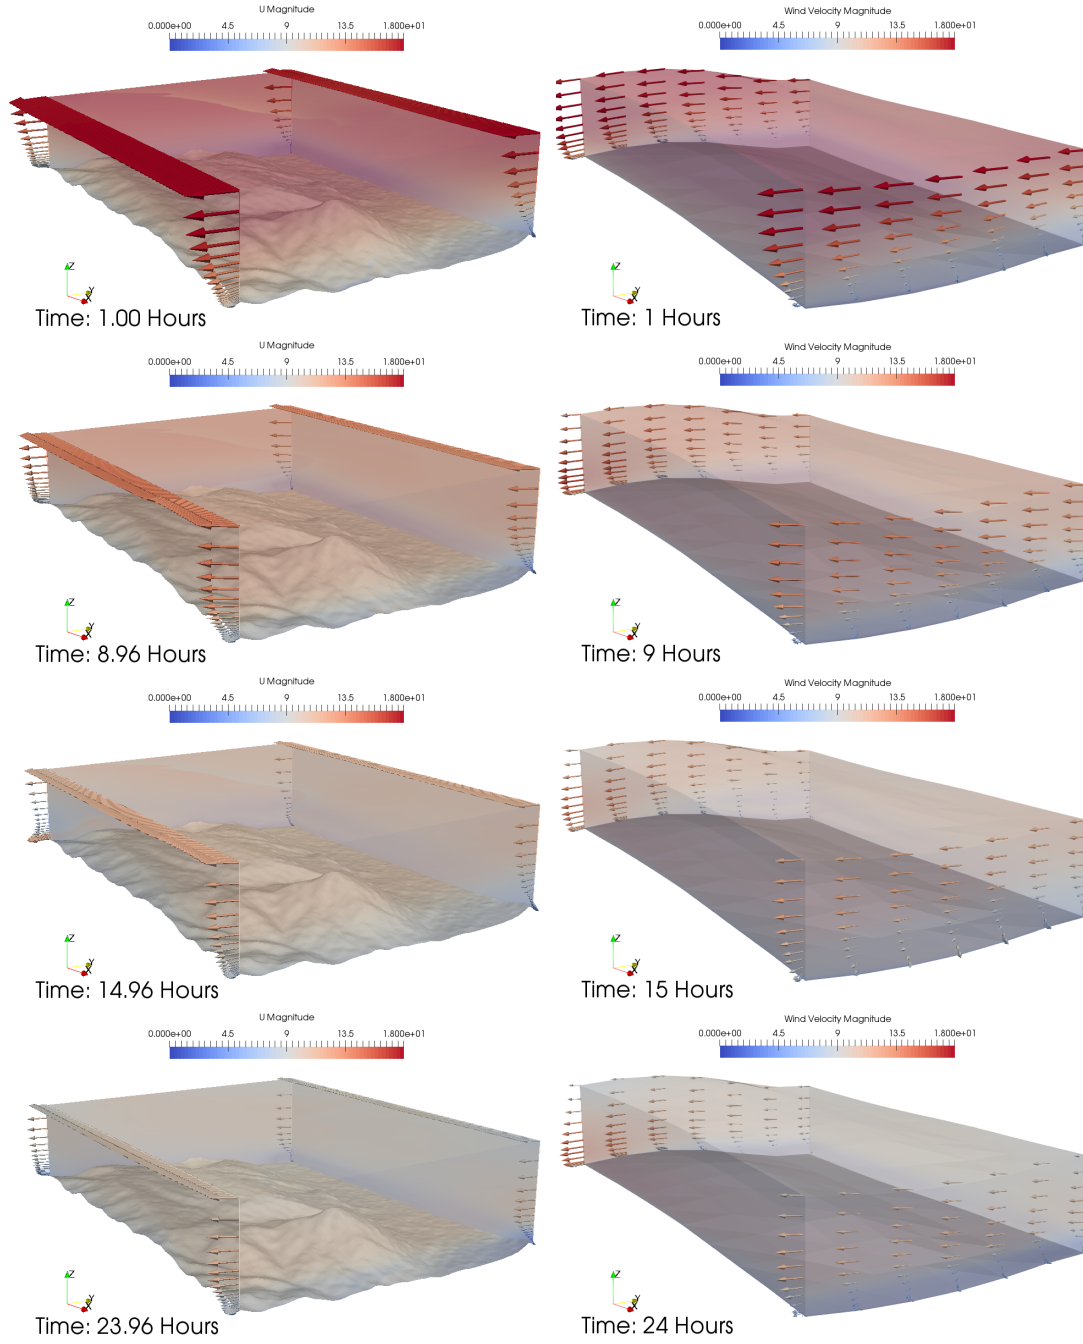 U Magnitude
0.000e+00 4.5 9 13.5 1.800e+01
Z
Y
X
Time: 1.00 Hours
Wind Velocity Magnitude
0.000e+00 4.5 9 13.5 1.800e+01
Z
Y
X
Time: 1 Hours
U Magnitude
0.000e+00 4.5 9 13.5 1.800e+01
Z
Y
X
Time: 8.96 Hours
Wind Velocity Magnitude
0.000e+00 4.5 9 13.5 1.800e+01
Z
Y
X
Time: 9 Hours
U Magnitude
0.000e+00 4.5 9 13.5 1.800e+01
Z
Y
X
Time: 14.96 Hours
Wind Velocity Magnitude
0.000e+00 4.5 9 13.5 1.800e+01
Z
Y
X
Time: 15 Hours
U Magnitude
0.000e+00 4.5 9 13.5 1.800e+01
Z
Y
X
Time: 23.96 Hours
Wind Velocity Magnitude
0.000e+00 4.5 9 13.5 1.800e+01
Z
Y
X
Time: 24 Hours